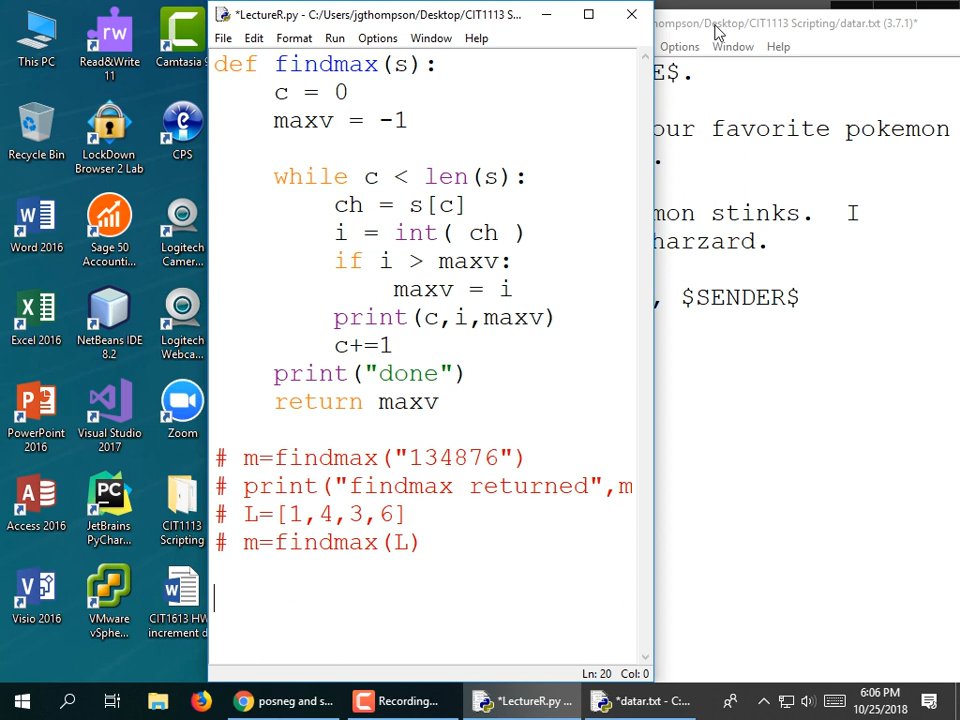 This PC
Read&Write 11
Camtasia 9
Recycle Bin
LockDown Browser 2 Lab
CPS
Word 2016
Sage 50 Accounti...
Logitech Camer...
Excel 2016
NetBeans IDE 8.2
Logitech Webca...
PowerPoint 2016
Visual Studio 2017
Zoom
Access 2016
JetBrains PyChar...
CIT1113 Scripting
Visio 2016
VMware vSphe...
CIT1613 HW increment d
*LectureR.py - C:/Users/jgthompson/Desktop/CIT1113 S...
File Edit Format Run Options Window Help
def findmax(s):
c = 0
maxv = -1
while c < len(s):
ch = s[c]
i = int( ch )
if i > maxv:
maxv = i
print(c,i,maxv)
c+=1
print("done")
return maxv
# m=findmax("134876")
# print("findmax returned",m
# L=[1,4,3,6]
# m=findmax(L)
Ln: 20 Col: 0
mpson/Desktop/CIT1113 Scripting/datar.txt (3.7.1)*
Options Window Help
E$.
our favorite pokemon
.
mon stinks. I
harzard.
, $SENDER$
posneg and s...
Recording...
*LectureR.py ...
*datar.txt - C:...
6:06 PM
10/25/2018